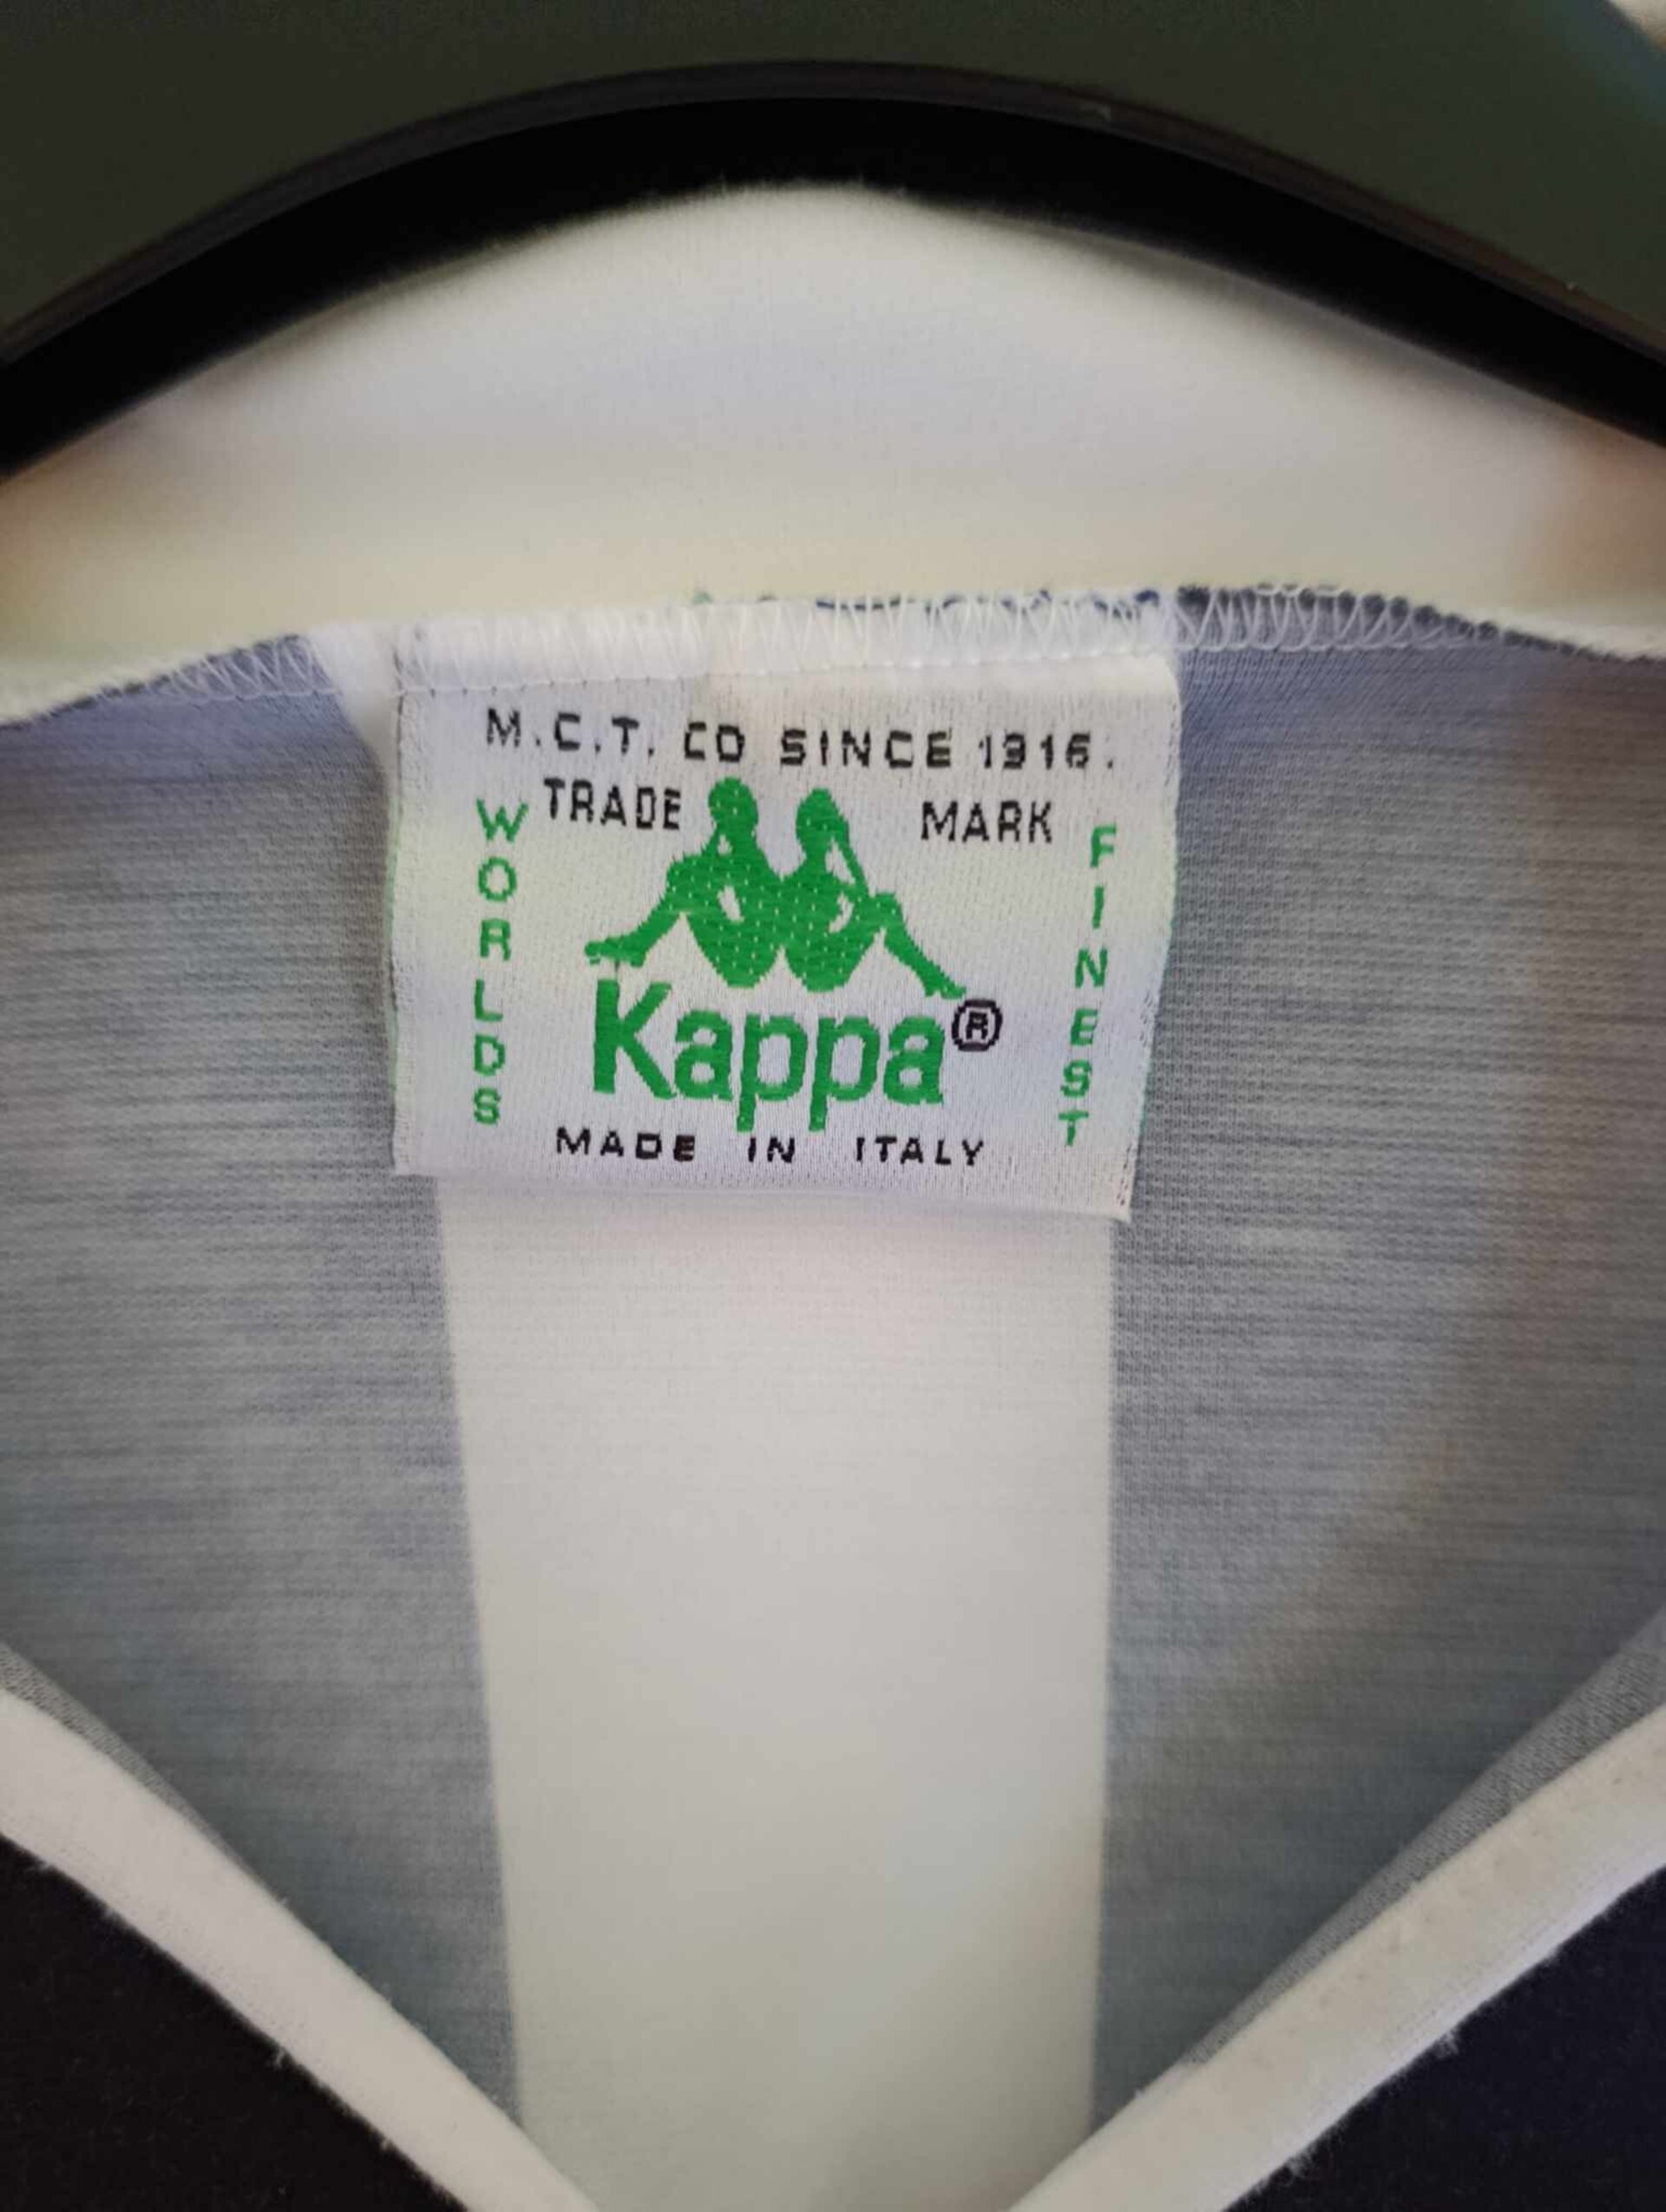 M.C.T. CO SINCE 1916.
TRADE MARK
WORLDS
FINEST
Kappa®
MADE IN ITALY